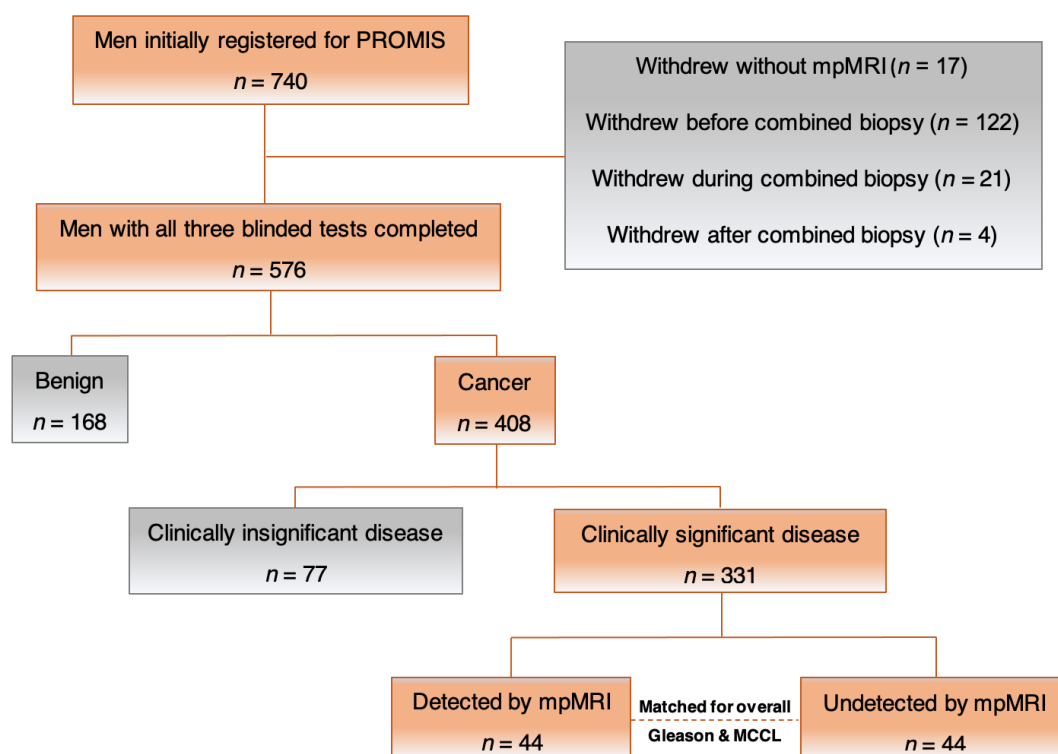 Men initially registered for PROMIS
n = 740
Withdrew without mpMRI (n = 17)
Withdrew before combined biopsy (n = 122)
Withdrew during combined biopsy (n = 21)
Withdrew after combined biopsy (n = 4)
Men with all three blinded tests completed
n = 576
Benign
n = 168
Cancer
n = 408
Clinically insignificant disease
n = 77
Clinically significant disease
n = 331
Detected by mpMRI
n = 44
Matched for overall
Gleason & MCCL
Undetected by mpMRI
n = 44